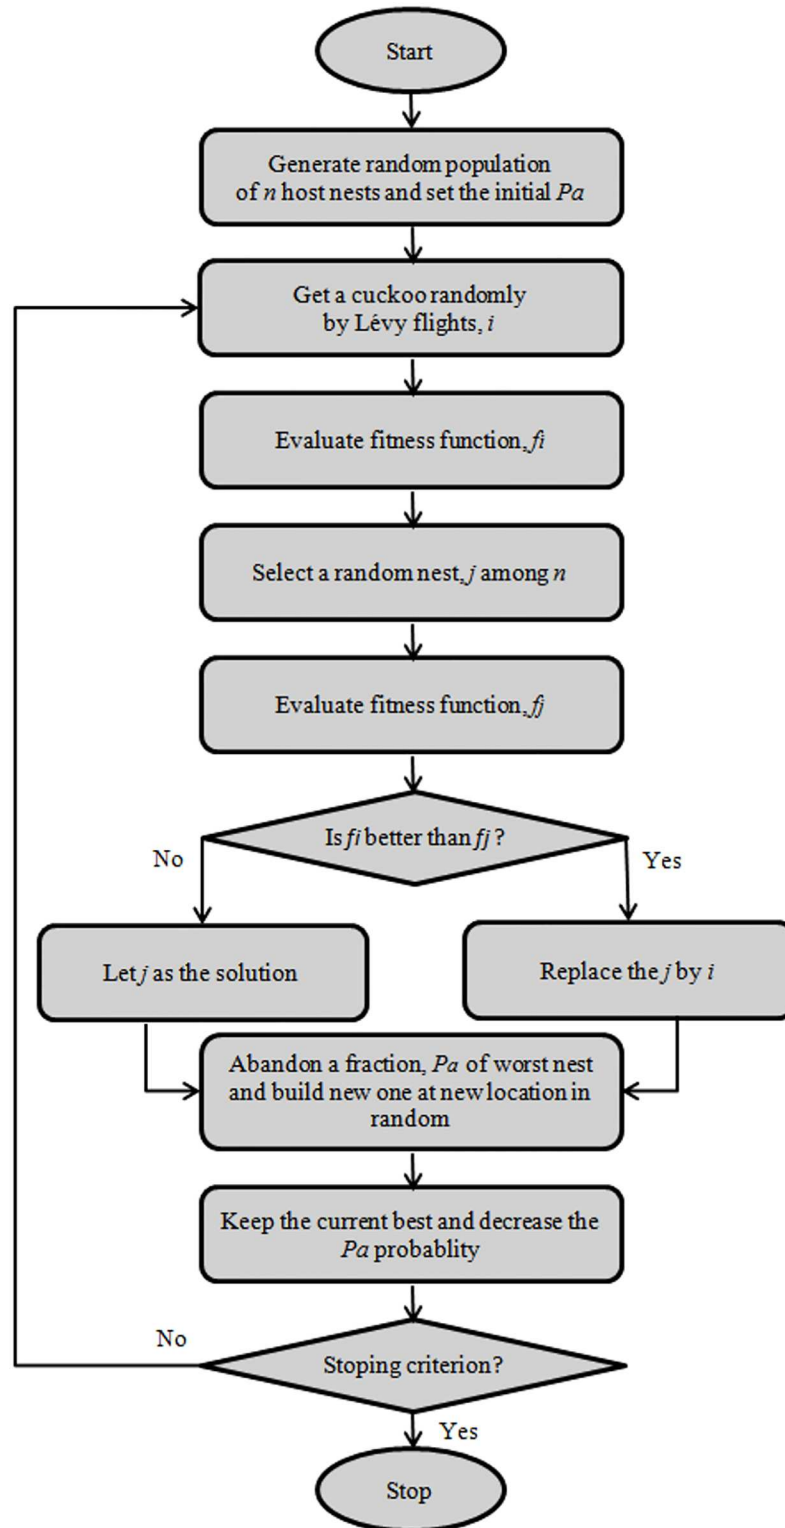 Start
Generate random population
of n host nests and set the initial Pa
Get a cuckoo randomly
by Lévy flights, i
Evaluate fitness function, fi
Select a random nest, j among n
Evaluate fitness function, fj
Is fi better than fj ?
No
Yes
Let j as the solution
Replace the j by i
Abandon a fraction, Pa of worst nest
and build new one at new location in
random
Keep the current best and decrease the
Pa probablity
No
Stoping criterion?
Yes
Stop